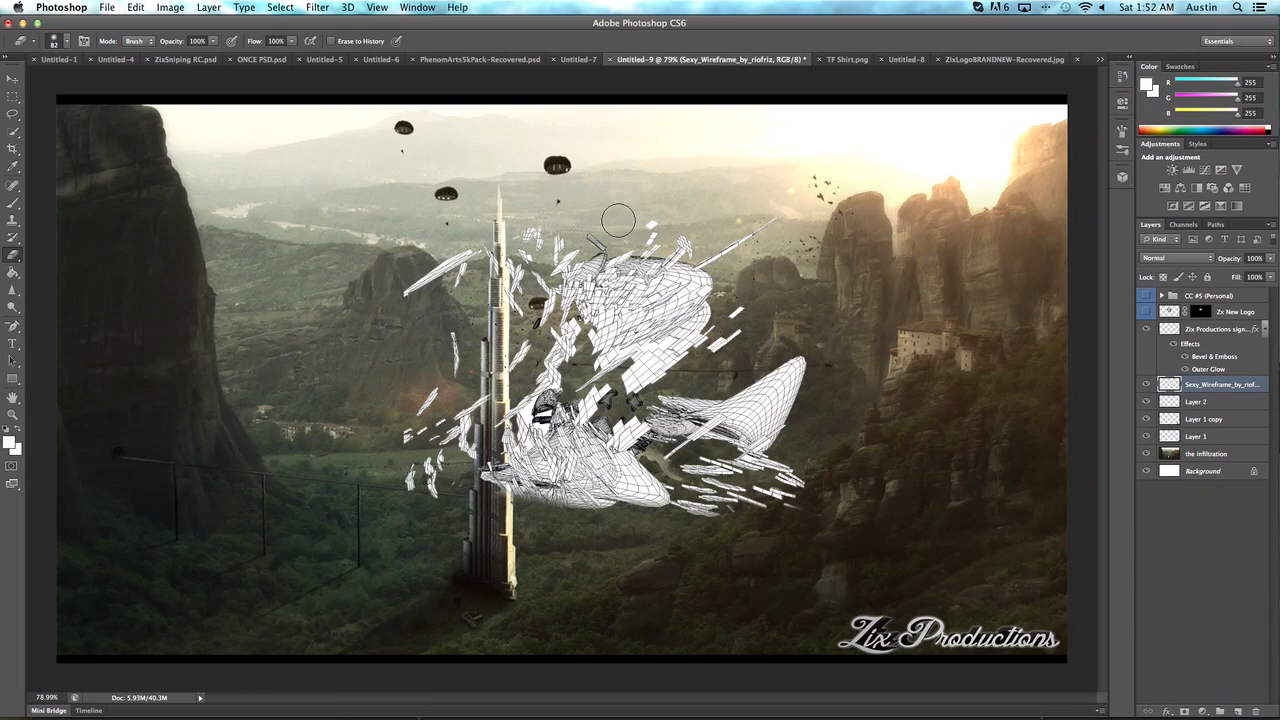 Photoshop File Edit Image Layer Type Select Filter 3D View Window Help 6 Sat 1:52 AM Austin
Adobe Photoshop CS6
82 Mode: Brush Opacity: 100% Flow: 100% Erase to History Essentials
Untitled-1 Untitled-4 ZixSniping RC.psd ONCE PSD.psd Untitled-5 Untitled-6 PhenomArts5kPack-Recovered.psd Untitled-7 Untitled-9 @ 79% (Sexy_Wireframe_by_riofriz, RGB/8) * TF Shirt.png Untitled-8 ZixLogoBRANDNEW-Recovered.jpg
Color Swatches
R 255
G 255
B 255
Adjustments Styles
Add an adjustment
Layers Channels Paths
Kind
Normal Opacity: 100%
Lock: Fill: 100%
CC #5 (Personal)
Zx New Logo
Zix Productions sign... fx
Effects
Bevel & Emboss
Outer Glow
Sexy_Wireframe_by_riof...
Layer 2
Layer 1 copy
Layer 1
the infiltration
Background
Zix Productions
78.99% Doc: 5.93M/40.3M
Mini Bridge Timeline